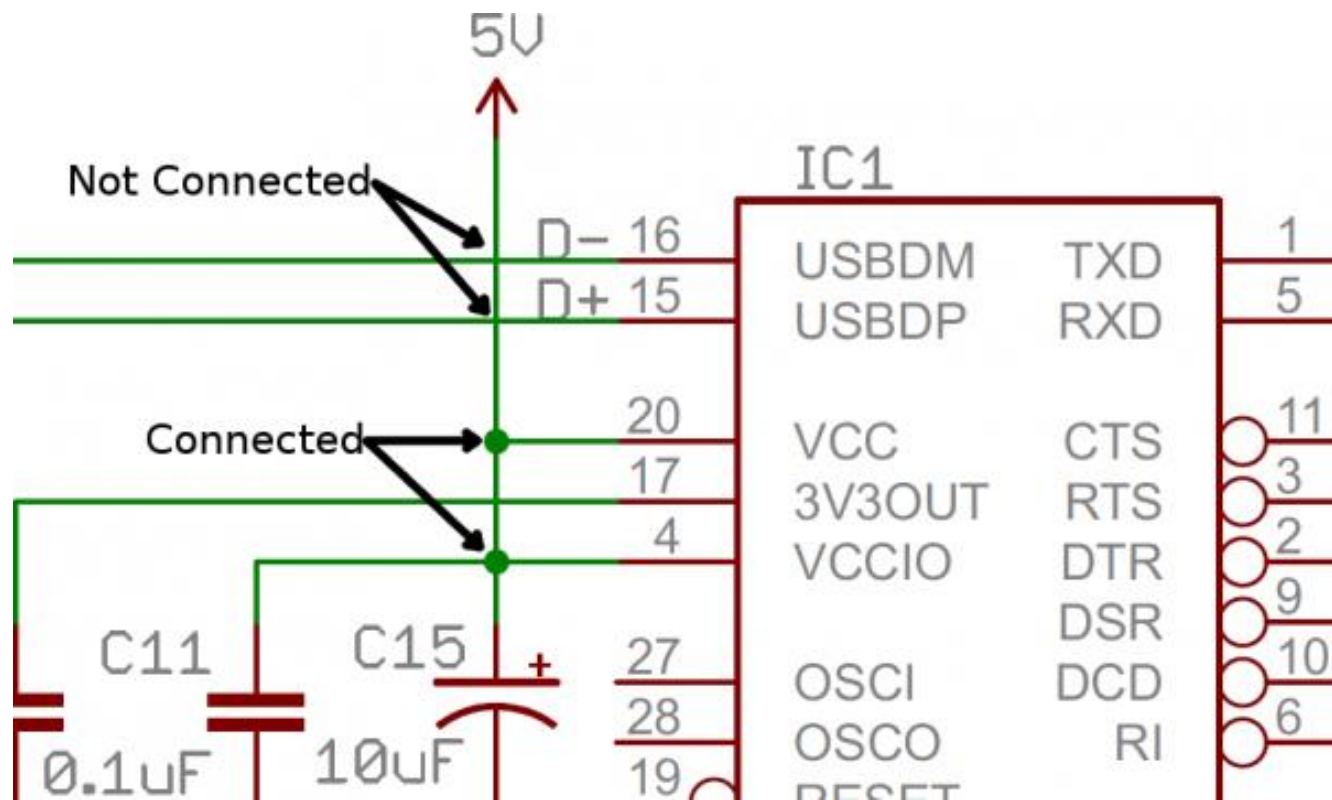 5V
Not Connected
IC1
D- 16 USBDM TXD 1
D+ 15 USBDP RXD 5
Connected
20 VCC CTS 11
17 3V3OUT RTS 3
4 VCCIO DTR 2
DSR 9
C11 C15 +
27 OSCI DCD 10
28 OSCO RI 6
0.1uF 10uF
19 RESET